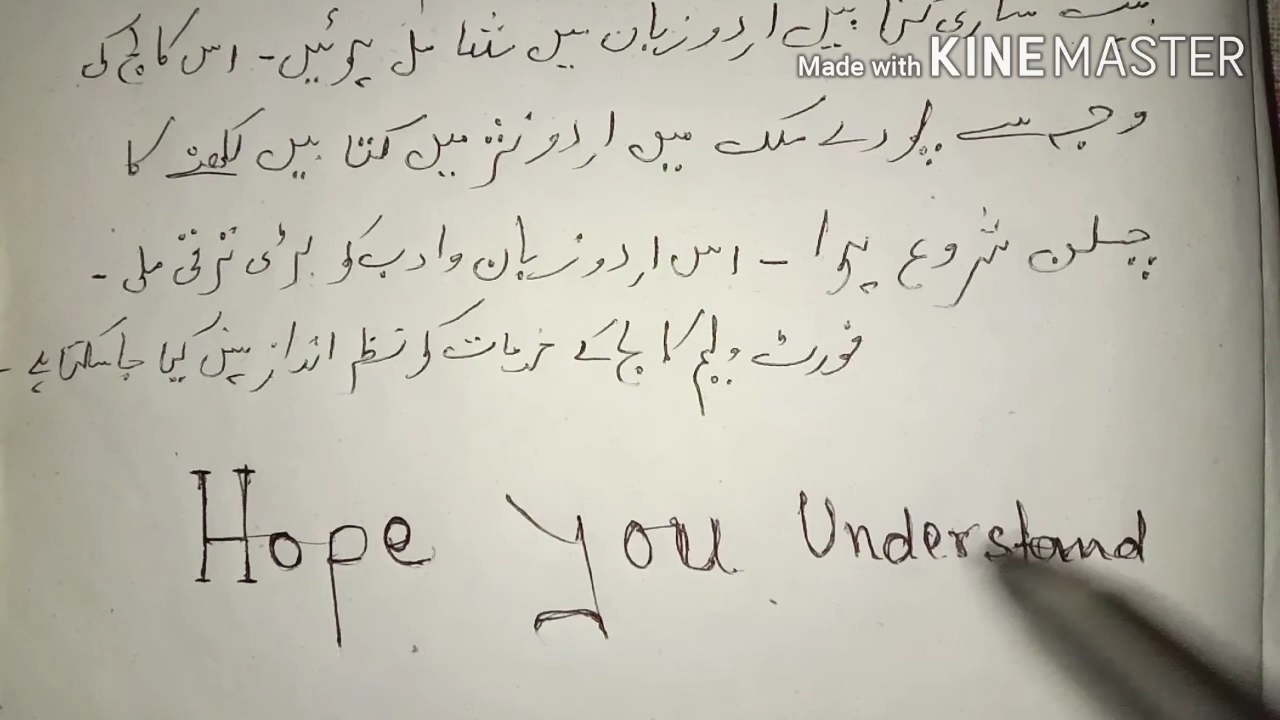 ساری کتابیں اردو زبان میں شامل ہوئیں۔ اس کالج کی
Made with KINEMASTER
وجہ سے پورے ملک میں اردو نثر میں کتابیں لکھنے کا
چلن شروع ہوا۔ اس اردو زبان و ادب کو بڑی ترقی ملی۔
فورٹ ولیم کالج کے خدمات کو نظر انداز نہیں کیا جا سکتا ہے۔
Hope You Understand